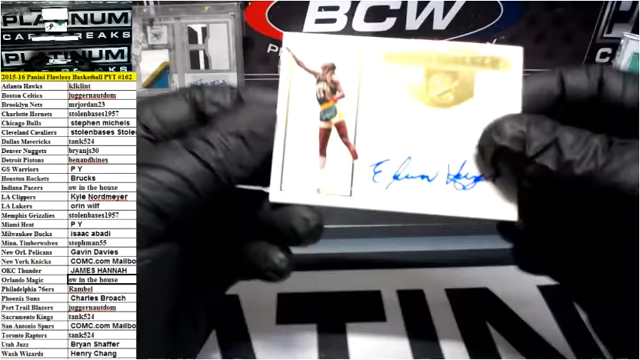 PLATINUM
CAR BREAKS
PLATINUM
BCW
2015-16 Panini Flawless Basketball PYT #162
Atlanta Hawks klklint
Boston Celtics juggernautdom
Brooklyn Nets mrjordan23
Charlotte Hornets stolenbases1957
Chicago Bulls stephen michels
Cleveland Cavaliers stolenbases Stole
Dallas Mavericks tank524
Denver Nuggets bryanjs30
Detroit Pistons benandhines
GS Warriors P Y
Houston Rockets Brucks
Indiana Pacers ow in the house
LA Clippers Kyle Nordmeyer
LA Lakers orin wilf
Memphis Grizzlies stolenbases1957
Miami Heat P Y
Milwaukee Bucks isaac abadi
Minn. Timberwolves stephman55
New Orl. Pelicans Gavin Davies
New York Knicks COMC.com Mailbo
OKC Thunder JAMES HANNAH
Orlando Magic ow in the house
Philadelphia 76ers Rambel
Phoenix Suns Charles Broach
Port Trail Blazers juggernautdom
Sacramento Kings tank524
San Antonio Spurs COMC.com Mailbo
Toronto Raptors tank524
Utah Jazz Bryan Shaffer
Wash Wizards Henry Chang